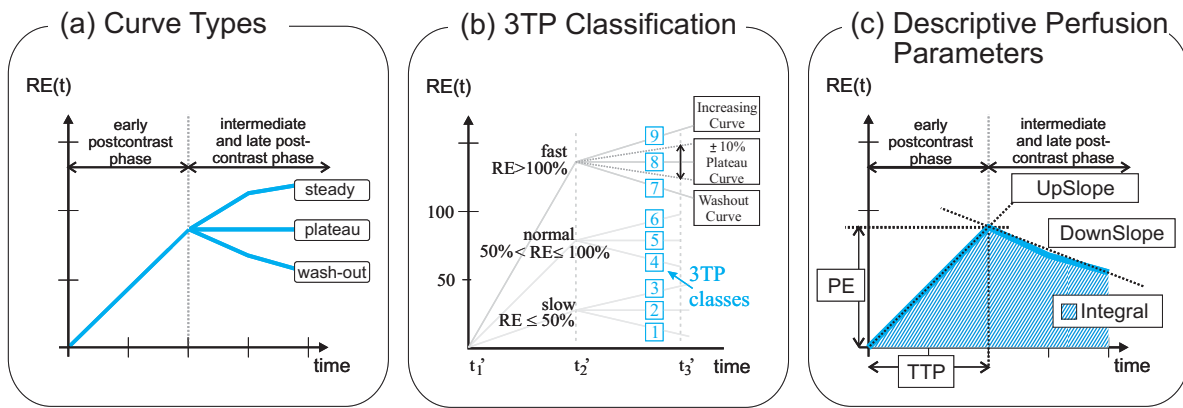 (a) Curve Types
RE(t)
early
postcontrast
phase
intermediate
and late post-
contrast phase
steady
plateau
wash-out
50
time
(b) 3TP Classification
RE(t)
Increasing
Curve
± 10%
Plateau
Curve
Washout
Curve
fast
RE>100%
normal
50% < RE≤ 100%
slow
RE ≤ 50%
9
8
7
6
5
4
3
2
1
3TP
classes
100
50
t1’
t2’
t3’
time
(c) Descriptive Perfusion
Parameters
RE(t)
early
postcontrast
phase
intermediate
and late post-
contrast phase
UpSlope
DownSlope
PE
Integral
TTP
time